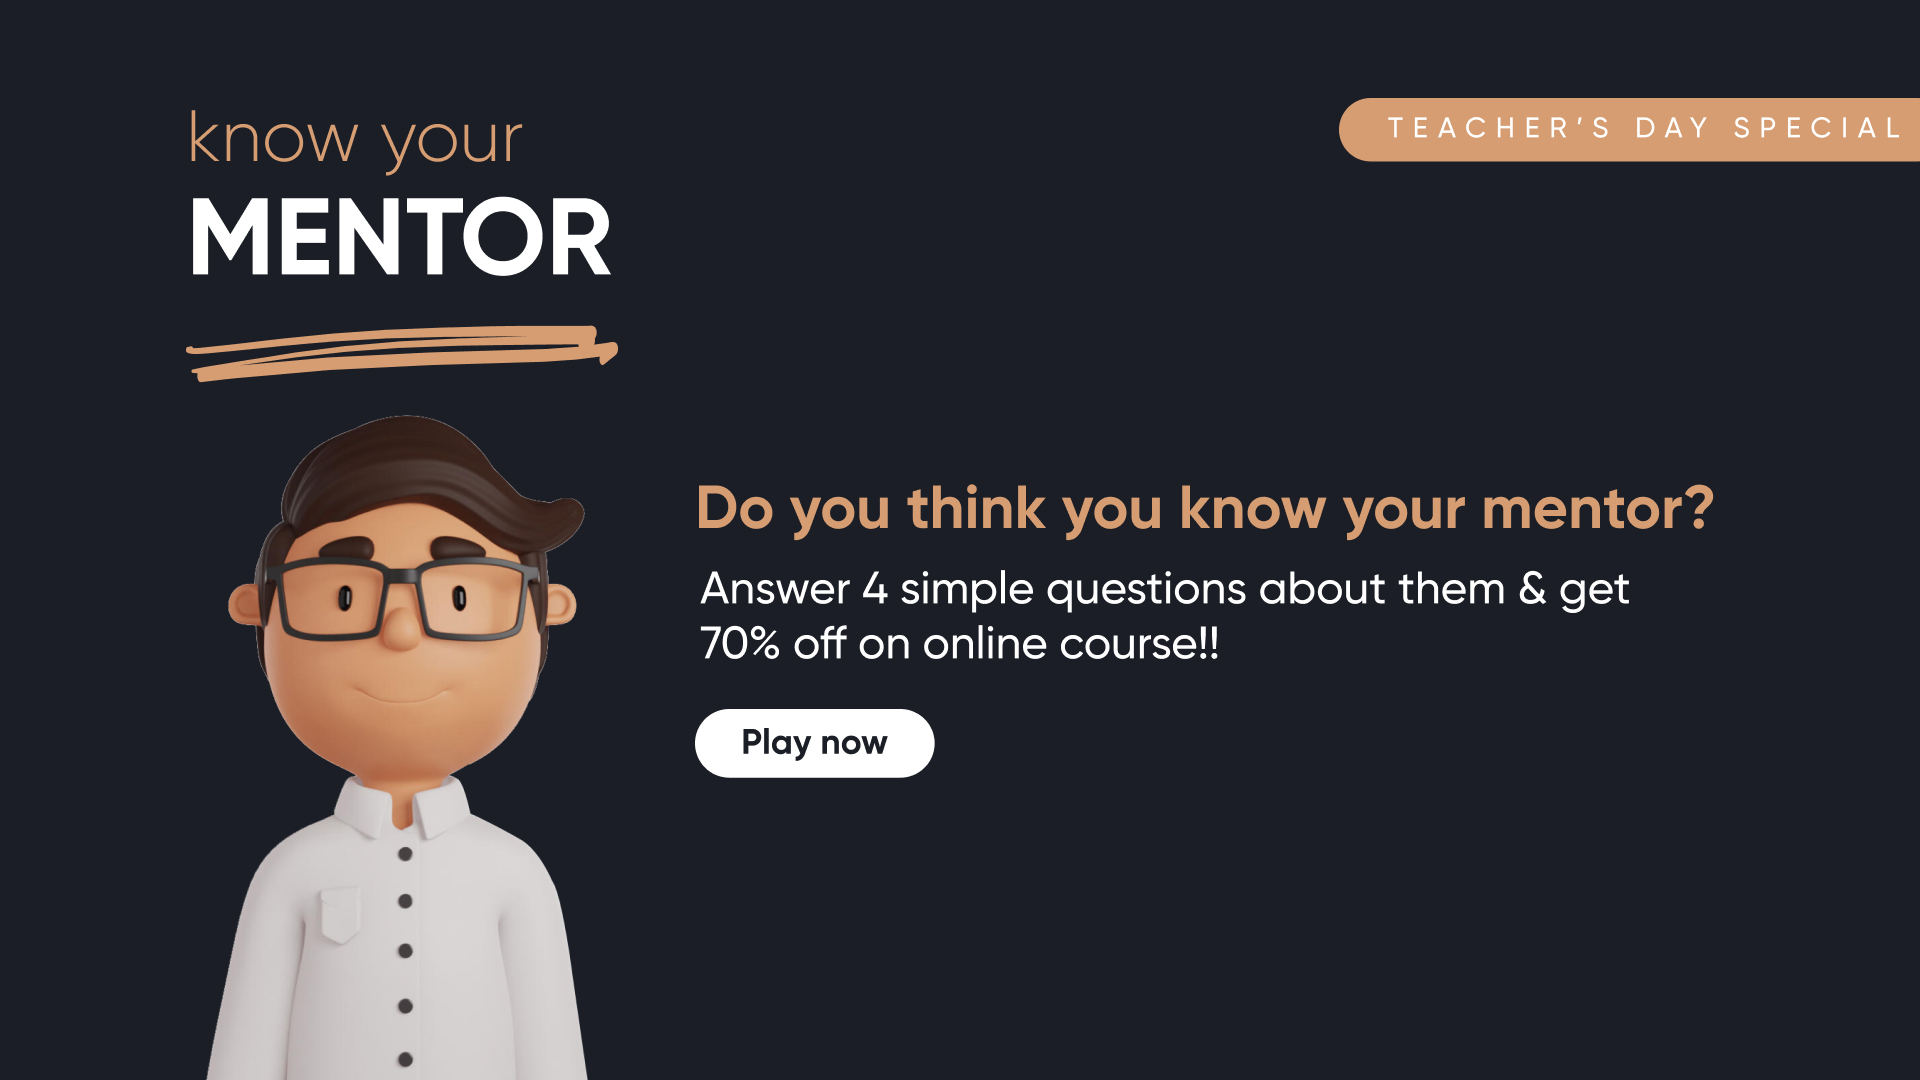 know your
MENTOR
TEACHER’S DAY SPECIAL
Do you think you know your mentor?
Answer 4 simple questions about them & get
70% off on online course!!
Play now